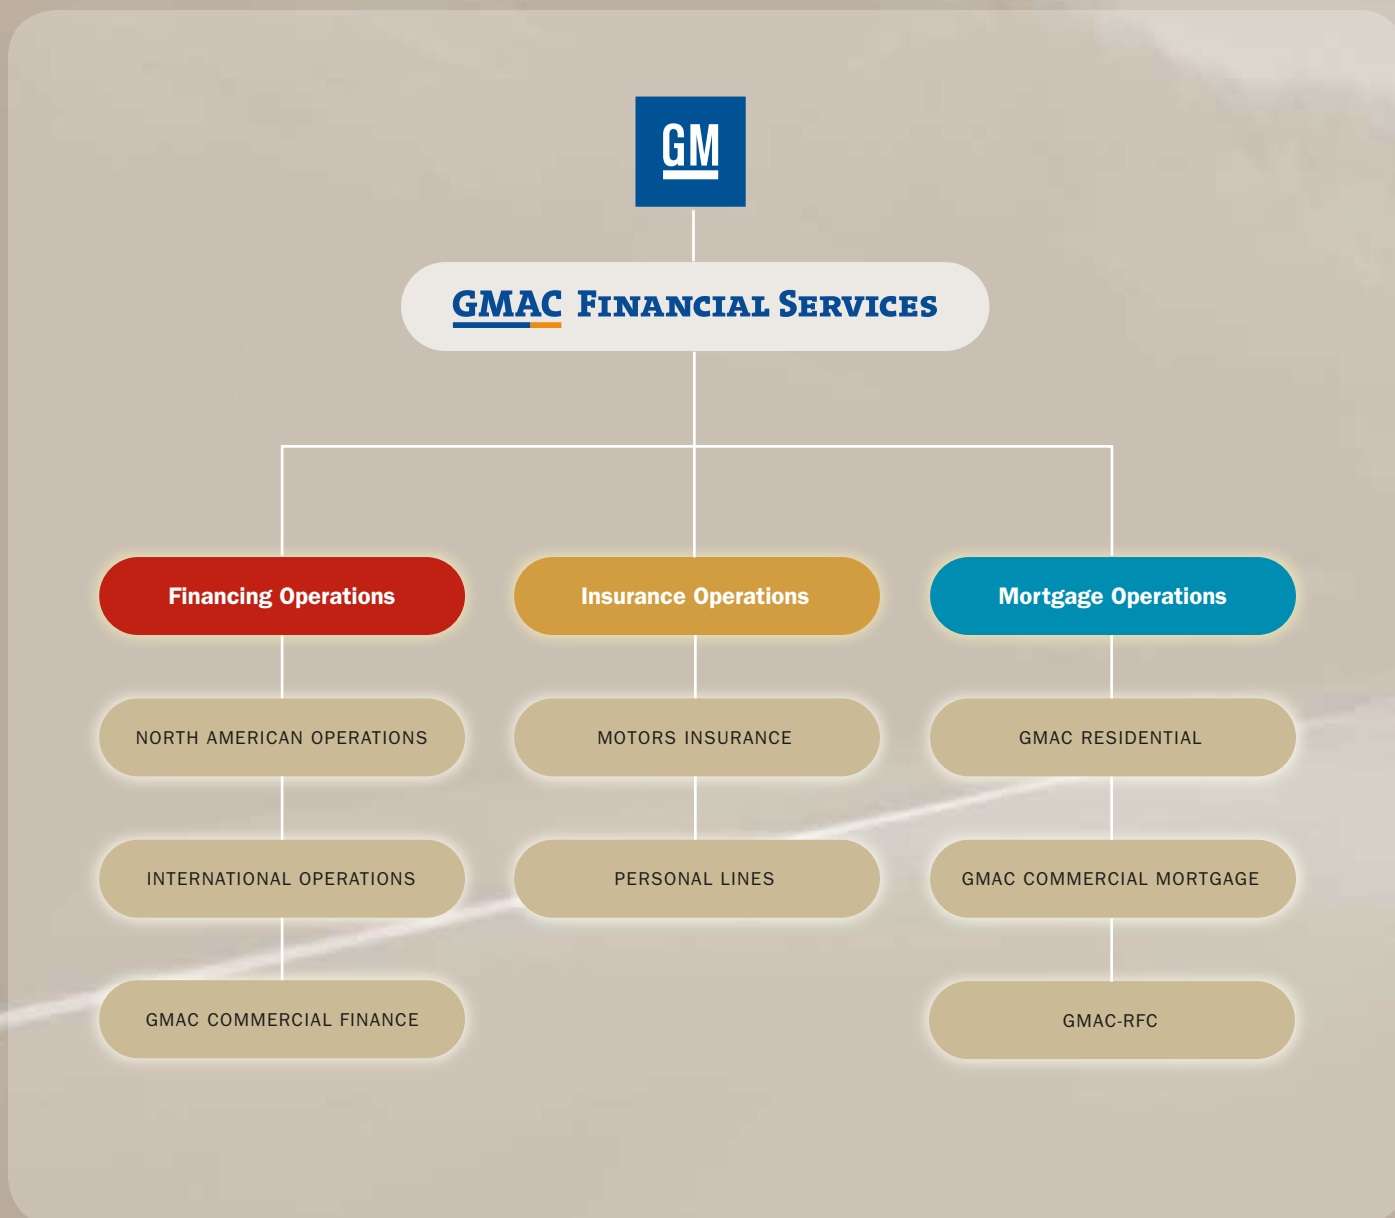 GM
GMAC FINANCIAL SERVICES
Financing Operations
NORTH AMERICAN OPERATIONS
INTERNATIONAL OPERATIONS
GMAC COMMERCIAL FINANCE
Insurance Operations
MOTORS INSURANCE
PERSONAL LINES
Mortgage Operations
GMAC RESIDENTIAL
GMAC COMMERCIAL MORTGAGE
GMAC-RFC